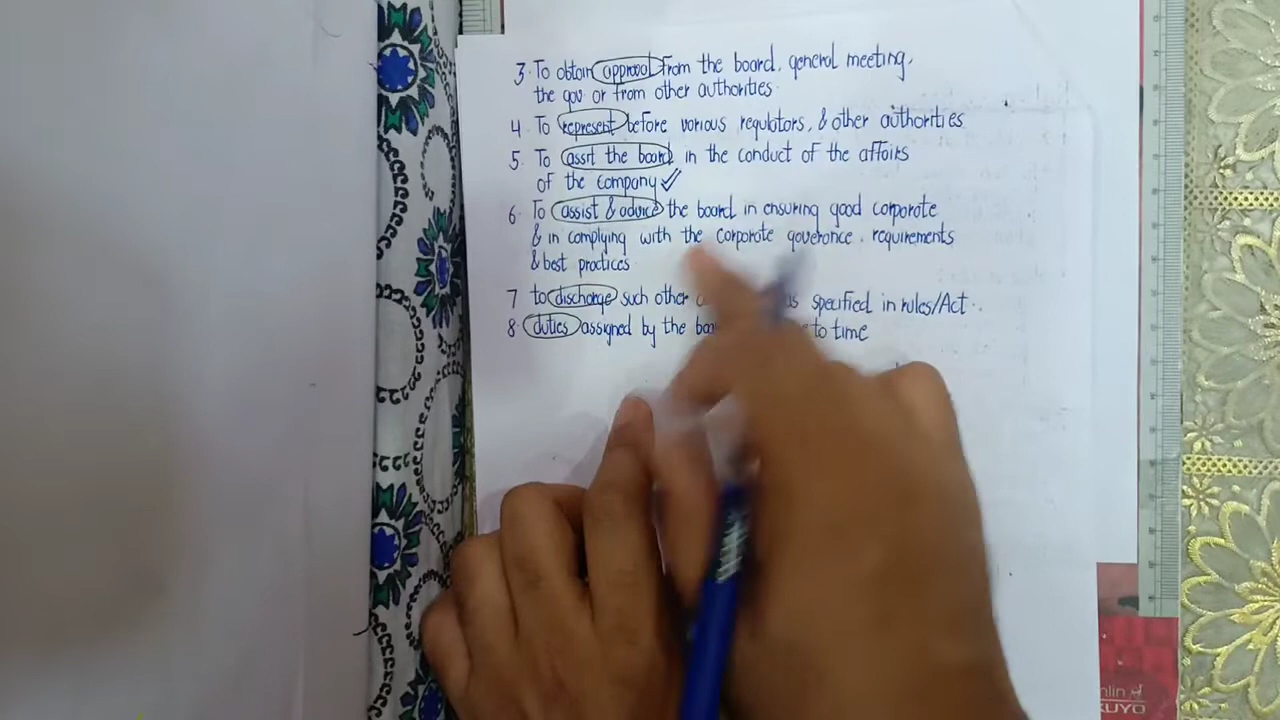 3. To obtain approval from the board, general meeting,
the gov or from other authorities
4 To represent before various regulators, & other authorities
5. To assit the board in the conduct of the affairs
of the company ✓
6. To assist & advice the board in ensuring good corporate
& in complying with the corporate goverance, requirements
& best practices
7 to discharge such other as specified in rules/Act.
8 duties assigned by the to time
KUYO